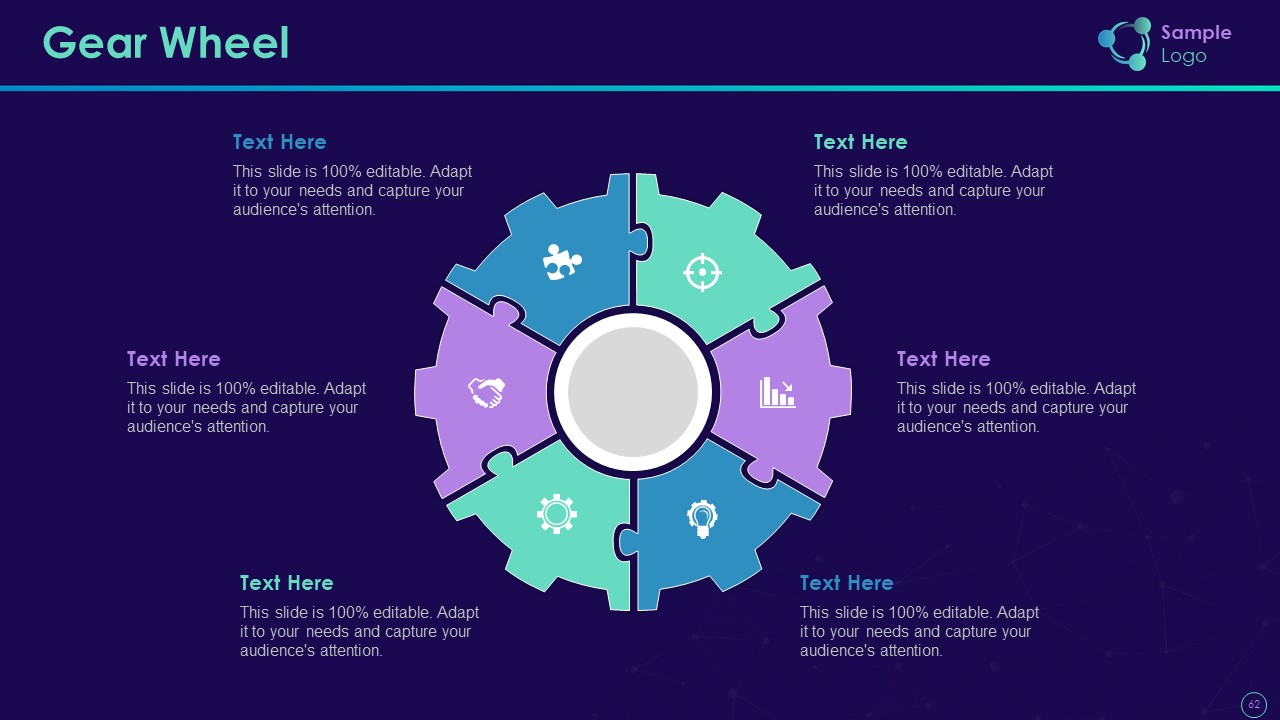 Gear Wheel
Sample
Logo
Text Here
This slide is 100% editable. Adapt
it to your needs and capture your
audience's attention.
Text Here
This slide is 100% editable. Adapt
it to your needs and capture your
audience's attention.
Text Here
This slide is 100% editable. Adapt
it to your needs and capture your
audience's attention.
Text Here
This slide is 100% editable. Adapt
it to your needs and capture your
audience's attention.
Text Here
This slide is 100% editable. Adapt
it to your needs and capture your
audience's attention.
Text Here
This slide is 100% editable. Adapt
it to your needs and capture your
audience's attention.
62